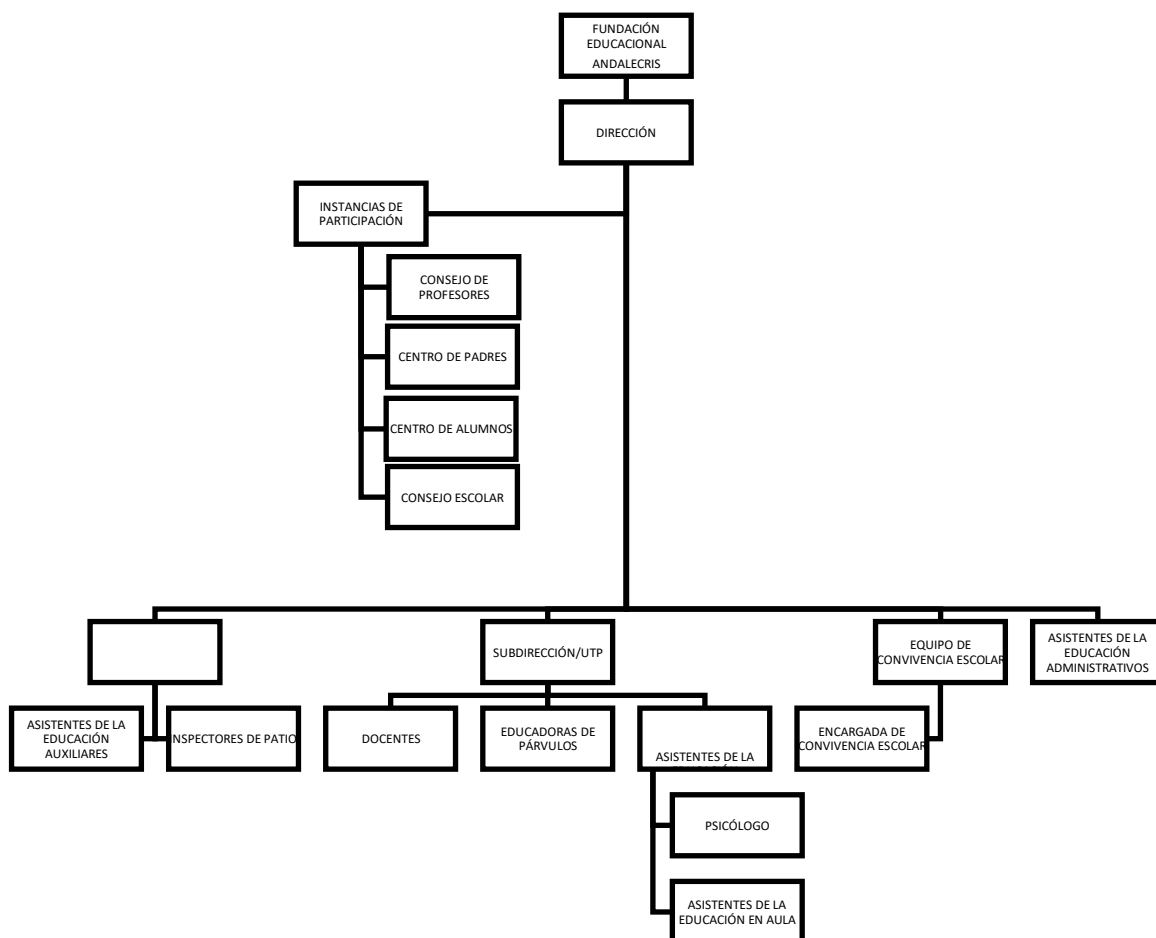 FUNDACIÓN
EDUCACIONAL
ANDALECRIS
DIRECCIÓN
INSTANCIAS DE
PARTICIPACIÓN
CONSEJO DE
PROFESORES
CENTRO DE PADRES
CENTRO DE ALUMNOS
CONSEJO ESCOLAR
SUBDIRECCIÓN/UTP
EQUIPO DE
CONVIVENCIA ESCOLAR
ASISTENTES DE LA
EDUCACIÓN
ADMINISTRATIVOS
ASISTENTES DE LA
EDUCACIÓN
AUXILIARES
INSPECTORES DE PATIO
DOCENTES
EDUCADORAS DE
PÁRVULOS
ASISTENTES DE LA
ENCARGADA DE
CONVIVENCIA ESCOLAR
PSICÓLOGO
ASISTENTES DE LA
EDUCACIÓN EN AULA